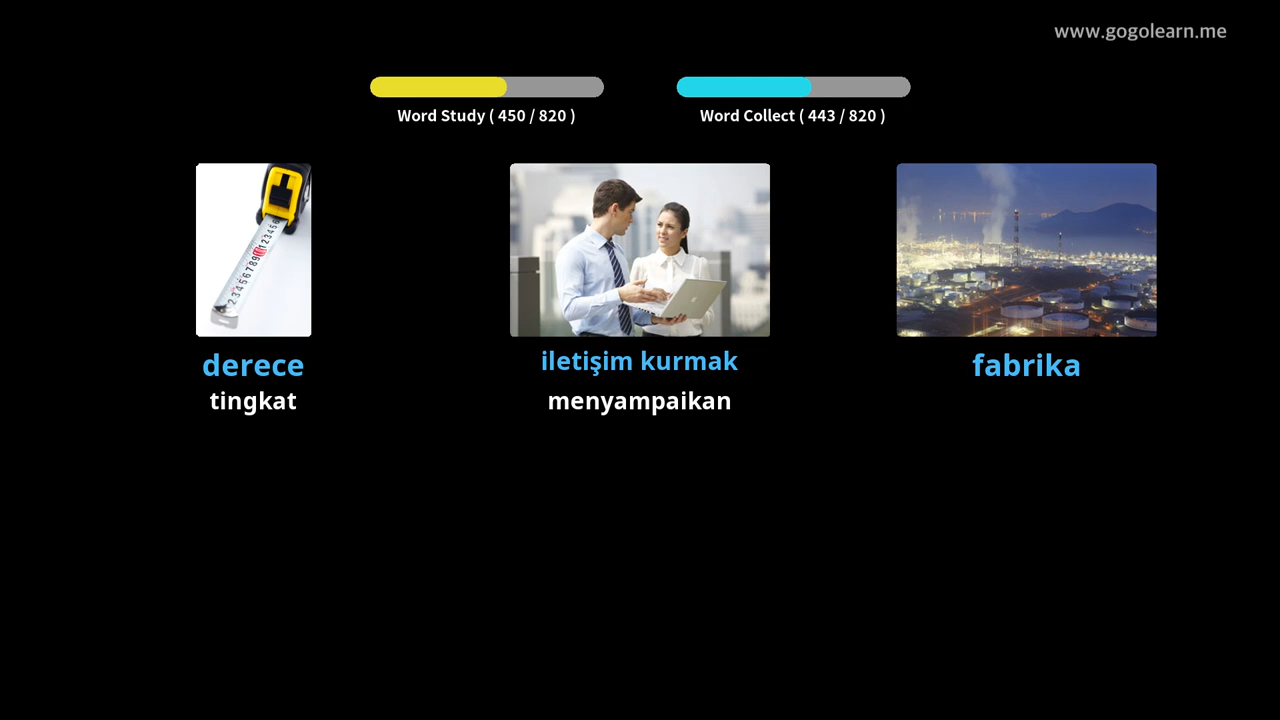 www.gogolearn.me
Word Study ( 450 / 820 )
Word Collect ( 443 / 820 )
derece
tingkat
iletişim kurmak
menyampaikan
fabrika